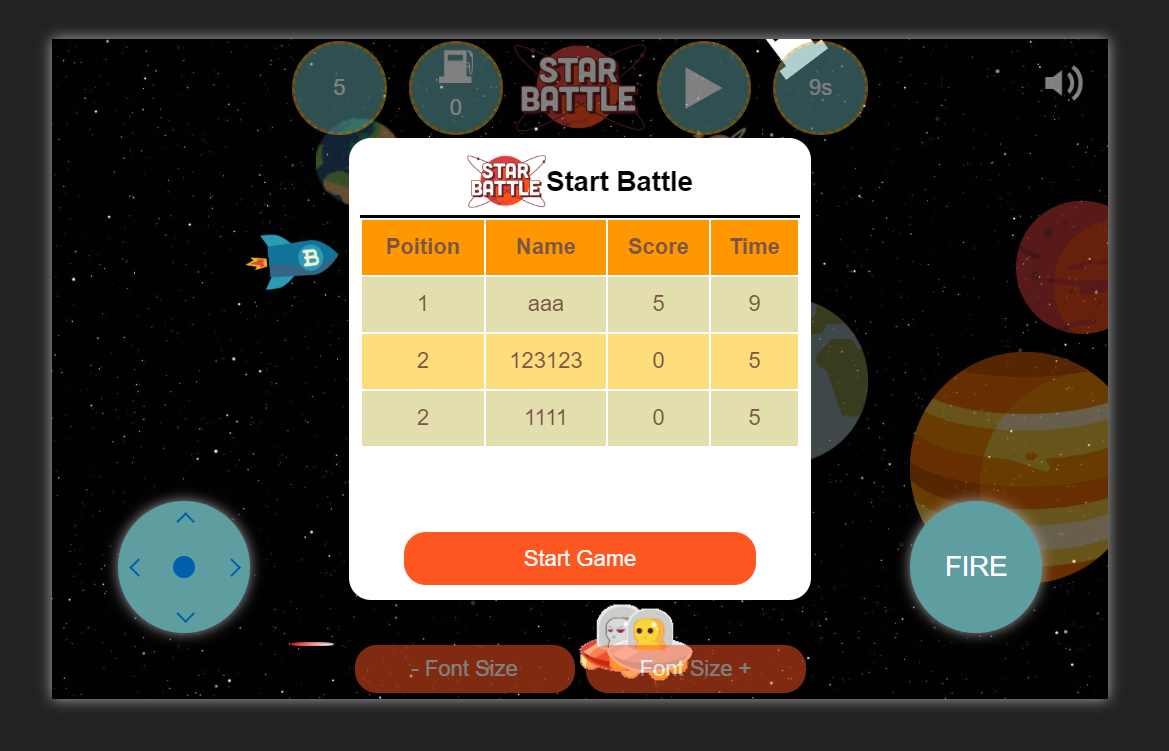 5
0
STAR
BATTLE
9s
STAR
BATTLE
Start Battle
Poition Name Score Time
1 aaa 5 9
2 123123 0 5
2 1111 0 5
B
Start Game
FIRE
- Font Size
Font Size +